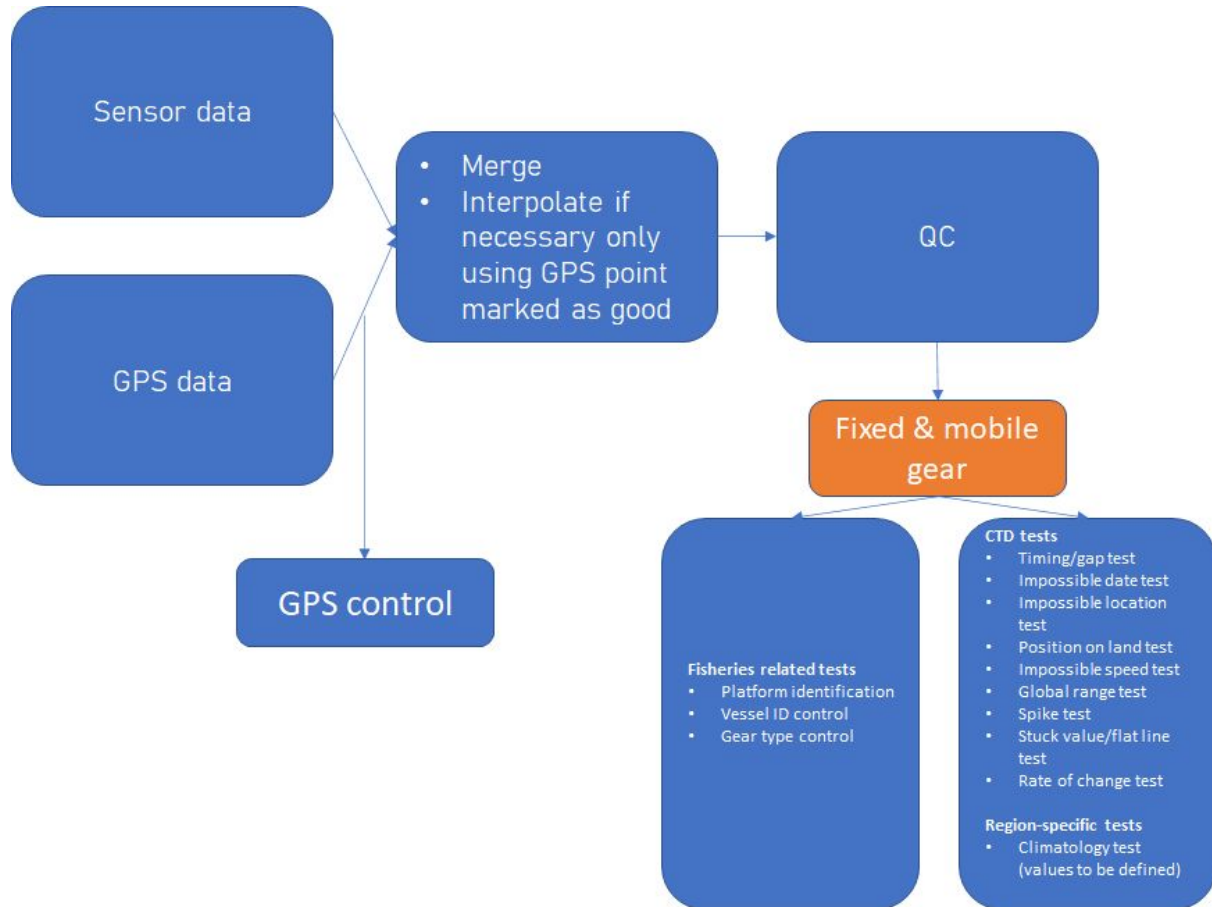 Sensor data
GPS data
• Merge
• Interpolate if
necessary only
using GPS point
marked as good
QC
GPS control
Fixed & mobile
gear
Fisheries related tests
• Platform identification
• Vessel ID control
• Gear type control
CTD tests
• Timing/gap test
• Impossible date test
• Impossible location
test
• Position on land test
• Impossible speed test
• Global range test
• Spike test
• Stuck value/flat line
test
• Rate of change test
Region-specific tests
• Climatology test
(values to be defined)